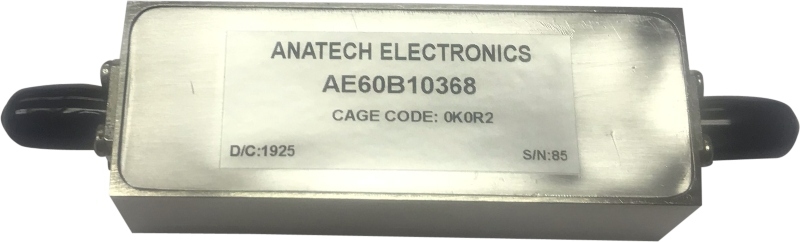 ANATECH ELECTRONICS
AE60B10368
CAGE CODE: 0K0R2
D/C:1925 S/N:85